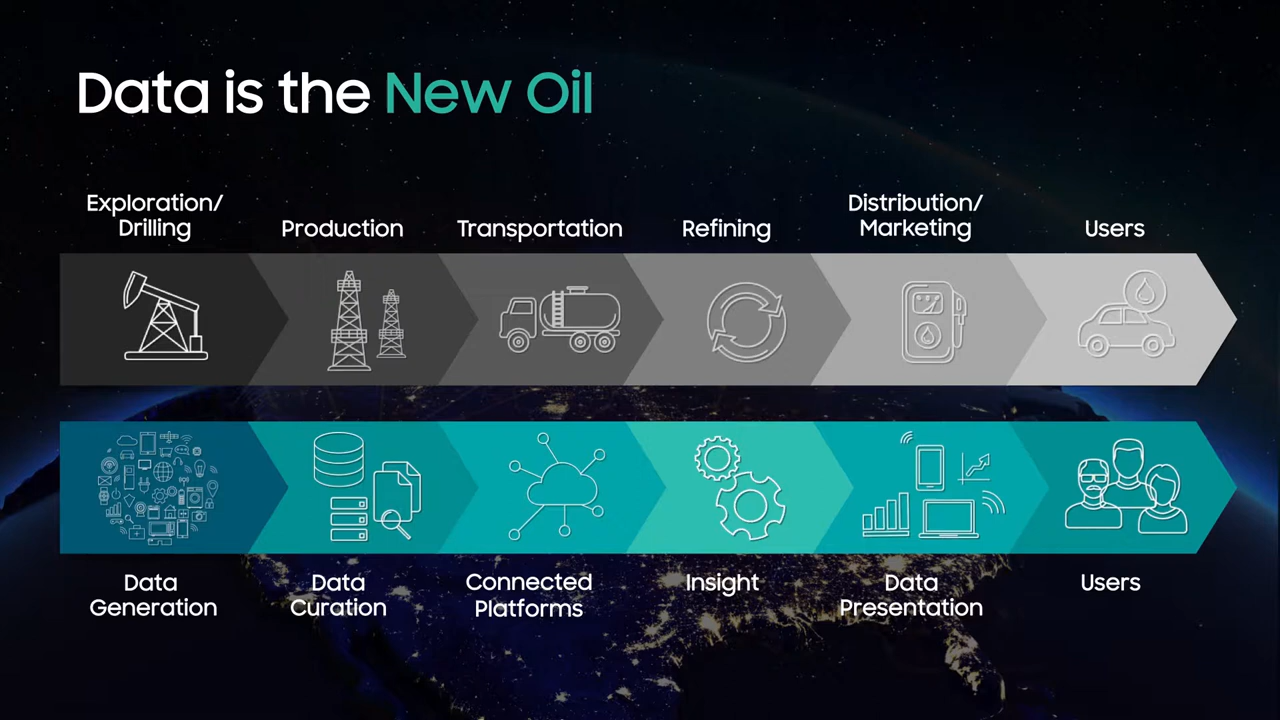 Data is the New Oil
Exploration/
Drilling
Production
Transportation
Refining
Distribution/
Marketing
Users
Data
Generation
Data
Curation
Connected
Platforms
Insight
Data
Presentation
Users